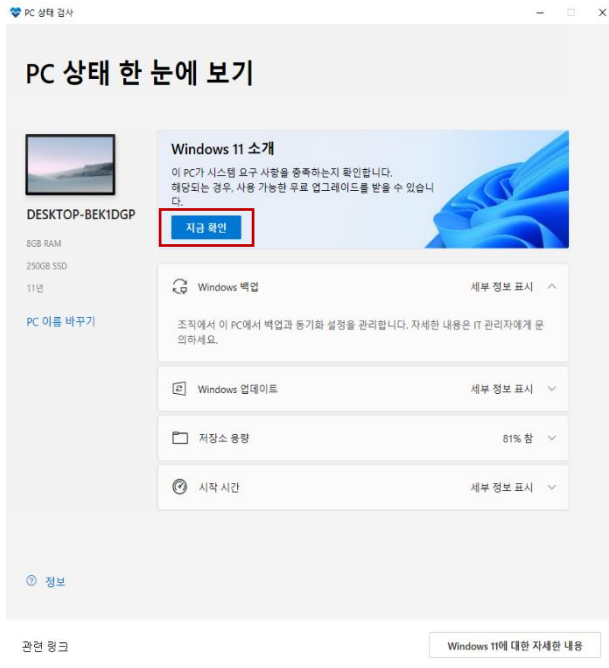 PC 상태 검사
PC 상태 한 눈에 보기
DESKTOP-BEK1DGP
8GB RAM
250GB SSD
11년
PC 이름 바꾸기
Windows 11 소개
이 PC가 시스템 요구 사항을 충족하는지 확인합니다.
해당되는 경우, 사용 가능한 무료 업그레이드를 받을 수 있습니
다.
지금 확인
Windows 백업 세부 정보 표시
조직에서 이 PC에서 백업과 동기화 설정을 관리합니다. 자세한 내용은 IT 관리자에게 문
의하세요.
Windows 업데이트 세부 정보 표시
저장소 용량 81% 참
시작 시간 세부 정보 표시
정보
관련 링크
Windows 11에 대한 자세한 내용